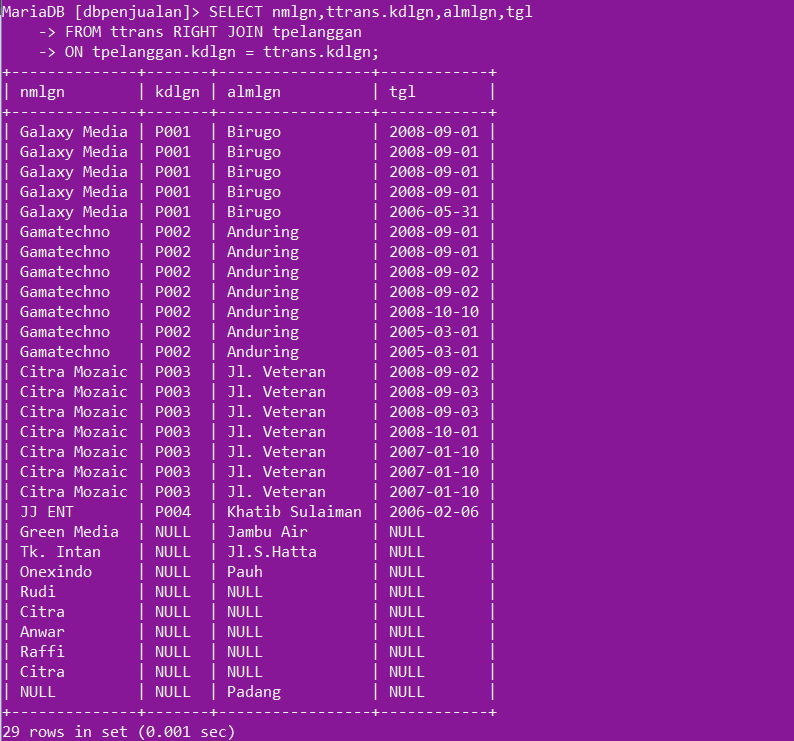 MariaDB [dbpenjualan]> SELECT nmlgn,ttrans.kdlgn,almlgn,tgl
    -> FROM ttrans RIGHT JOIN tpelanggan
    -> ON tpelanggan.kdlgn = ttrans.kdlgn;
+--------------+-------+-----------------+------------+
| nmlgn        | kdlgn | almlgn          | tgl        |
+--------------+-------+-----------------+------------+
| Galaxy Media | P001  | Birugo          | 2008-09-01 |
| Galaxy Media | P001  | Birugo          | 2008-09-01 |
| Galaxy Media | P001  | Birugo          | 2008-09-01 |
| Galaxy Media | P001  | Birugo          | 2008-09-01 |
| Galaxy Media | P001  | Birugo          | 2006-05-31 |
| Gamatechno   | P002  | Anduring        | 2008-09-01 |
| Gamatechno   | P002  | Anduring        | 2008-09-01 |
| Gamatechno   | P002  | Anduring        | 2008-09-02 |
| Gamatechno   | P002  | Anduring        | 2008-09-02 |
| Gamatechno   | P002  | Anduring        | 2008-10-10 |
| Gamatechno   | P002  | Anduring        | 2005-03-01 |
| Gamatechno   | P002  | Anduring        | 2005-03-01 |
| Citra Mozaic | P003  | Jl. Veteran     | 2008-09-02 |
| Citra Mozaic | P003  | Jl. Veteran     | 2008-09-03 |
| Citra Mozaic | P003  | Jl. Veteran     | 2008-09-03 |
| Citra Mozaic | P003  | Jl. Veteran     | 2008-10-01 |
| Citra Mozaic | P003  | Jl. Veteran     | 2007-01-10 |
| Citra Mozaic | P003  | Jl. Veteran     | 2007-01-10 |
| Citra Mozaic | P003  | Jl. Veteran     | 2007-01-10 |
| JJ ENT       | P004  | Khatib Sulaiman | 2006-02-06 |
| Green Media  | NULL  | Jambu Air       | NULL       |
| Tk. Intan    | NULL  | Jl.S.Hatta      | NULL       |
| Onexindo     | NULL  | Pauh            | NULL       |
| Rudi         | NULL  | NULL            | NULL       |
| Citra        | NULL  | NULL            | NULL       |
| Anwar        | NULL  | NULL            | NULL       |
| Raffi        | NULL  | NULL            | NULL       |
| Citra        | NULL  | NULL            | NULL       |
| NULL         | NULL  | Padang          | NULL       |
+--------------+-------+-----------------+------------+
29 rows in set (0.001 sec)